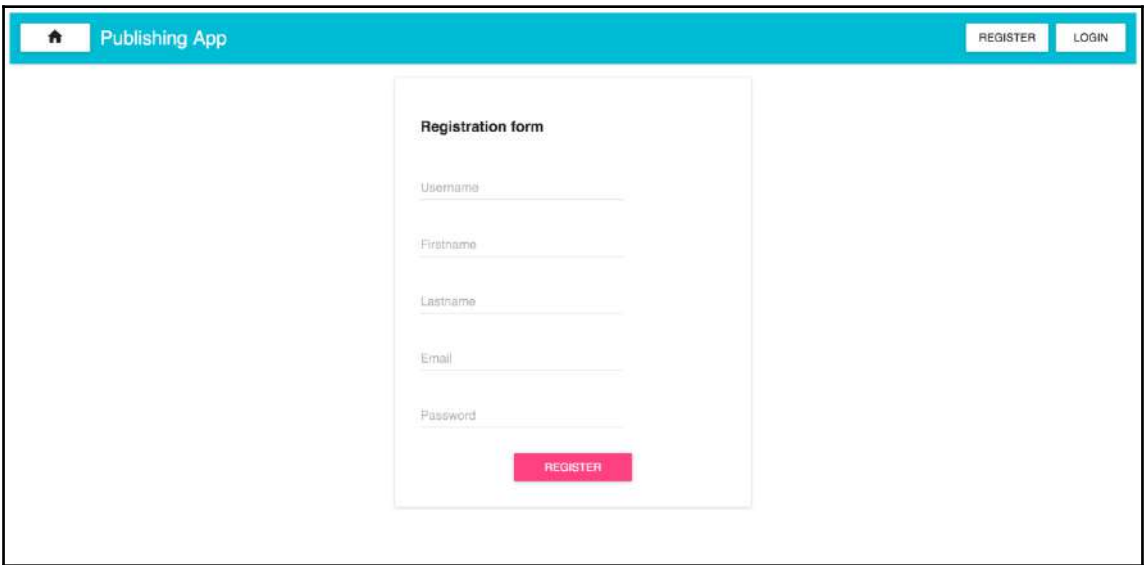 Publishing App
REGISTER
LOGIN
Registration form
Username
Firstname
Lastname
Email
Password
REGISTER